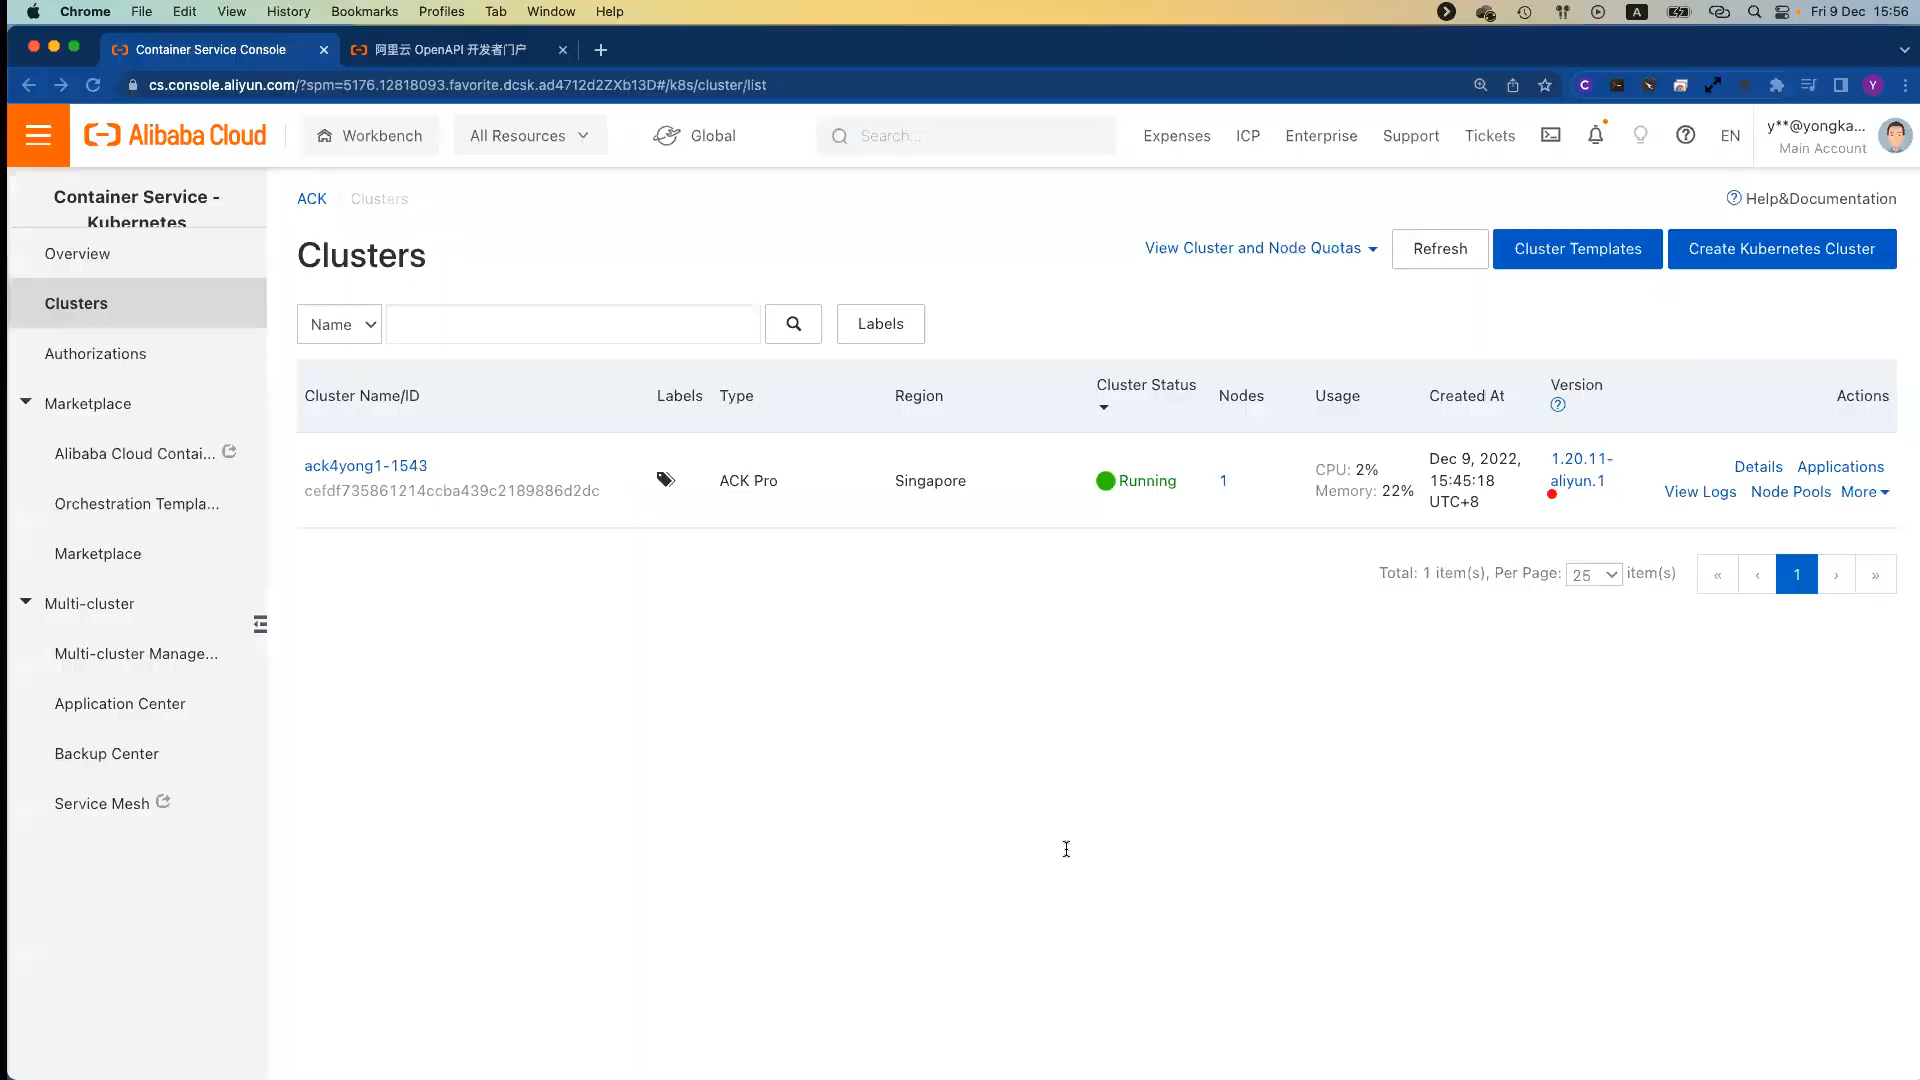 Chrome File Edit View History Bookmarks Profiles Tab Window Help
A Fri 9 Dec 15:56
Container Service Console
阿里云 OpenAPI 开发者门户
cs.console.aliyun.com/?spm=5176.12818093.favorite.dcsk.ad4712d2ZXb13D#/k8s/cluster/list
C Y
Alibaba Cloud Workbench All Resources Global Search... Expenses ICP Enterprise Support Tickets EN
y**@yongka...
Main Account
Container Service -
Kubernetes
Overview
Clusters
Authorizations
Marketplace
Alibaba Cloud Contai...
Orchestration Templa...
Marketplace
Multi-cluster
Multi-cluster Manage...
Application Center
Backup Center
Service Mesh
ACK Clusters
Help&Documentation
Clusters
View Cluster and Node Quotas Refresh Cluster Templates Create Kubernetes Cluster
Name Labels
Cluster Name/ID Labels Type Region Cluster Status Nodes Usage Created At Version Actions
ack4yong1-1543
cefdf735861214ccba439c2189886d2dc
ACK Pro
Singapore
Running
1
CPU: 2%
Memory: 22%
Dec 9, 2022,
15:45:18
UTC+8
1.20.11-
aliyun.1
Details Applications
View Logs Node Pools More
Total: 1 item(s), Per Page: 25 item(s) « ‹ 1 › »